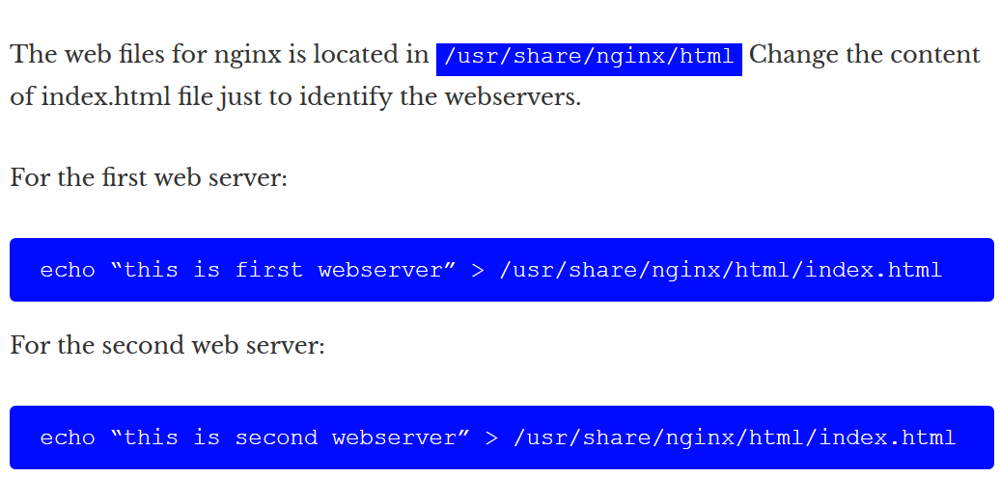 The web files for nginx is located in /usr/share/nginx/html Change the content
of index.html file just to identify the webservers.
For the first web server:
echo “this is first webserver” > /usr/share/nginx/html/index.html
For the second web server:
echo “this is second webserver” > /usr/share/nginx/html/index.html